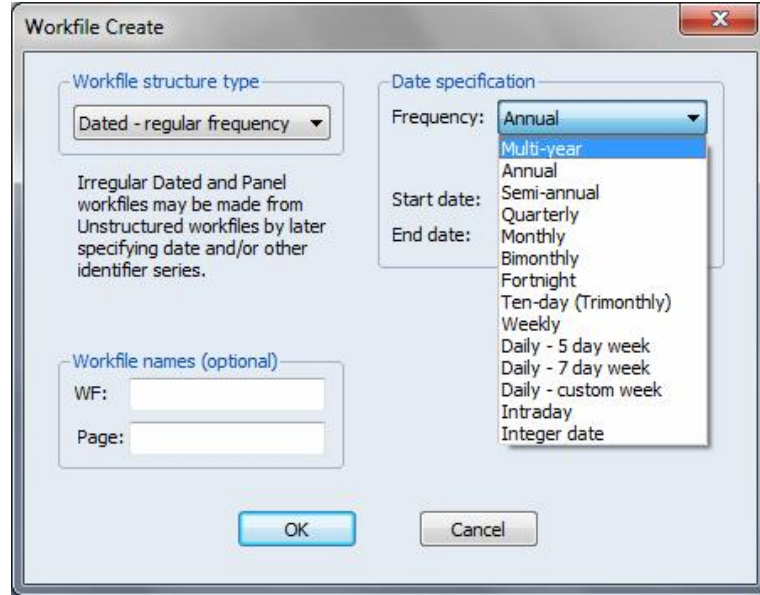 Workfile Create
Workfile structure type
Dated - regular frequency
Irregular Dated and Panel
workfiles may be made from
Unstructured workfiles by later
specifying date and/or other
identifier series.
Date specification
Frequency: Annual
Multi-year
Annual
Semi-annual
Quarterly
Monthly
Bimonthly
Fortnight
Ten-day (Trimonthly)
Weekly
Daily - 5 day week
Daily - 7 day week
Daily - custom week
Intraday
Integer date
Start date:
End date:
Workfile names (optional)
WF:
Page:
OK
Cancel